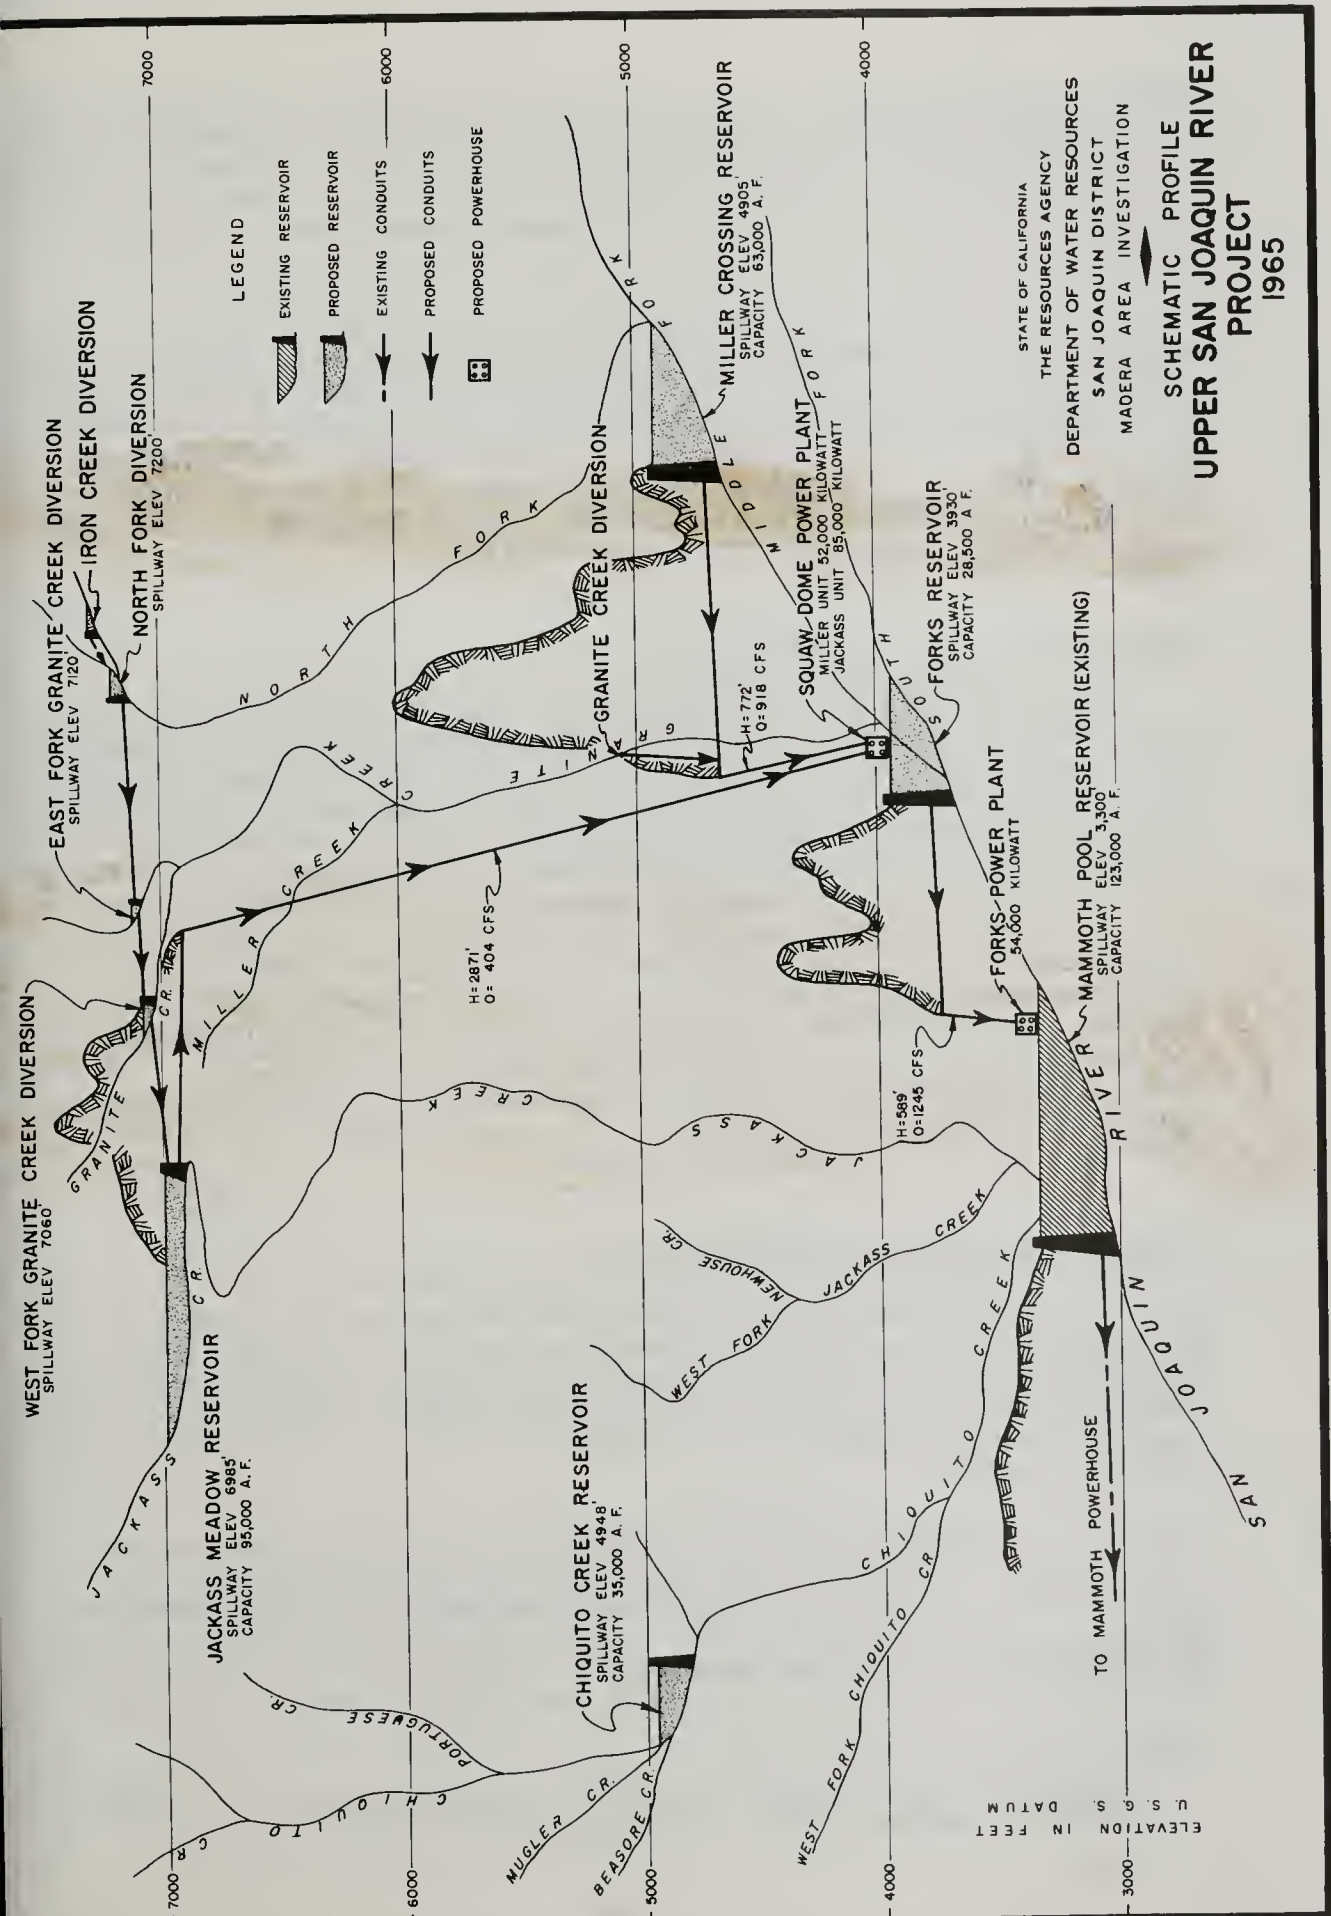 7000
6000
5000
4000
LEGEND
EXISTING RESERVOIR
PROPOSED RESERVOIR
EXISTING CONDUITS
PROPOSED CONDUITS
PROPOSED POWERHOUSE
WEST FORK GRANITE CREEK DIVERSION
SPILLWAY ELEV 7060'
EAST FORK GRANITE CREEK DIVERSION
SPILLWAY ELEV 7120'
IRON CREEK DIVERSION
NORTH FORK DIVERSION
SPILLWAY ELEV 7200'
NORTH FORK
GRANITE CREEK DIVERSION
MILLER CROSSING RESERVOIR
SPILLWAY ELEV 4905'
CAPACITY 63,000 A. F.
MIDDLE FORK
SOUTH FORK
GRANITE CREEK
MILLER CREEK
GRANITE CR.
H=2871'
Q= 404 CFS
H=772'
Q=918 CFS
SQUAW DOME POWER PLANT
MILLER UNIT 52,000 KILOWATT
JACKASS UNIT 85,000 KILOWATT
FORKS RESERVOIR
SPILLWAY ELEV 3930'
CAPACITY 28,500 A F.
FORKS POWER PLANT
54,000 KILOWATT
H=589'
Q=1245 CFS
MAMMOTH POOL RESERVOIR (EXISTING)
SPILLWAY ELEV 3,300'
CAPACITY 123,000 A. F.
JACKASS CR.
JACKASS MEADOW RESERVOIR
SPILLWAY ELEV 6985'
CAPACITY 95,000 A. F.
JACKASS CREEK
NEWHOUSE CR.
WEST FORK JACKASS CREEK
CHIQUITO CREEK RESERVOIR
SPILLWAY ELEV 4948'
CAPACITY 35,000 A. F.
CHIQUITO CREEK
PORTUGUESE CR.
CHIQUITO CR
MUGLER CR.
BEASORE CR.
WEST FORK CHIQUITO CR
TO MAMMOTH POWERHOUSE
SAN JOAQUIN RIVER
7000
6000
5000
4000
3000
ELEVATION IN FEET
U. S. G. S. DATUM
STATE OF CALIFORNIA
THE RESOURCES AGENCY
DEPARTMENT OF WATER RESOURCES
SAN JOAQUIN DISTRICT
MADERA AREA INVESTIGATION
SCHEMATIC PROFILE
UPPER SAN JOAQUIN RIVER
PROJECT
1965